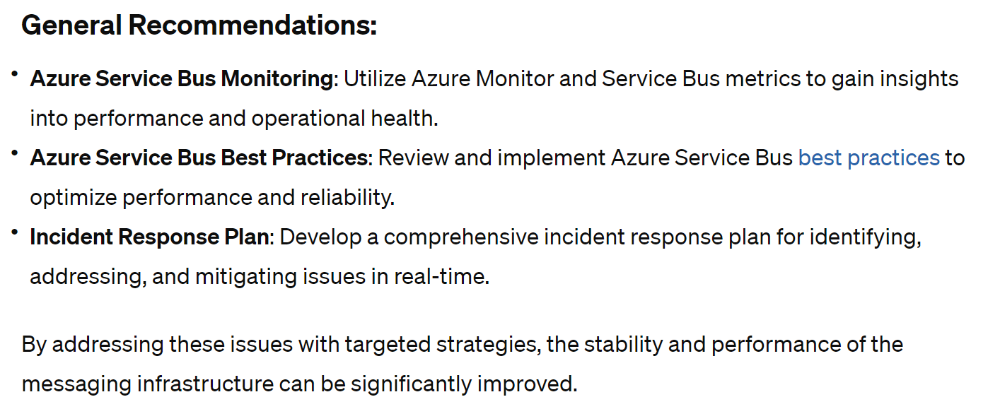 General Recommendations:
• Azure Service Bus Monitoring: Utilize Azure Monitor and Service Bus metrics to gain insights
into performance and operational health.
• Azure Service Bus Best Practices: Review and implement Azure Service Bus best practices to
optimize performance and reliability.
• Incident Response Plan: Develop a comprehensive incident response plan for identifying,
addressing, and mitigating issues in real-time.
By addressing these issues with targeted strategies, the stability and performance of the
messaging infrastructure can be significantly improved.